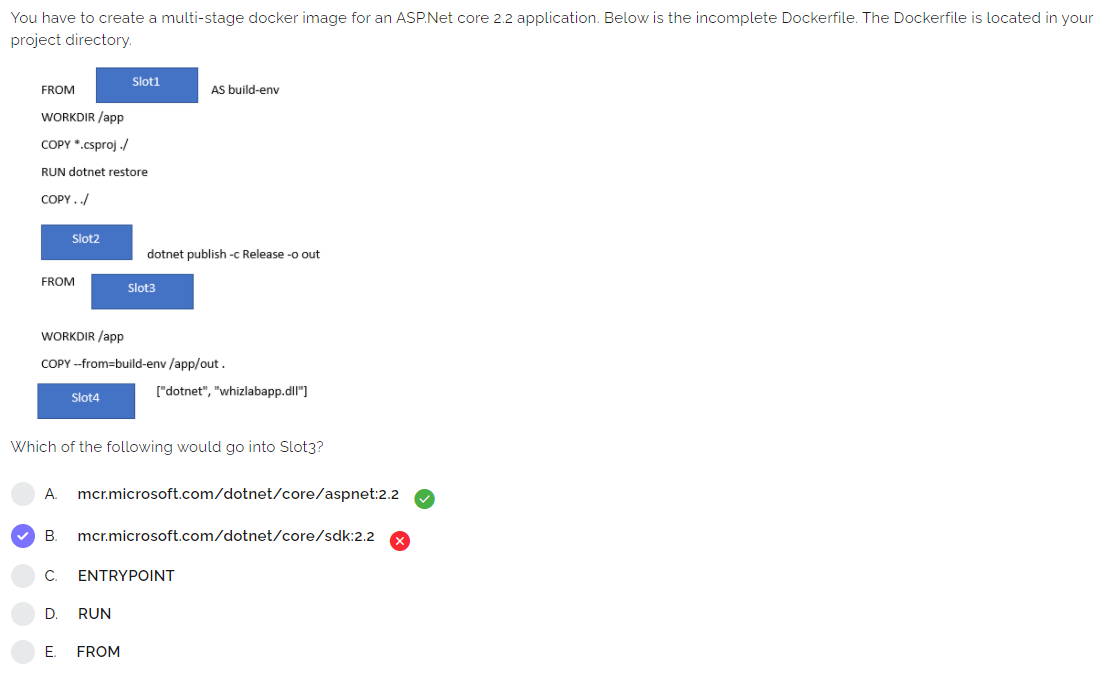 You have to create a multi-stage docker image for an ASP.Net core 2.2 application. Below is the incomplete Dockerfile. The Dockerfile is located in your
project directory.
FROM Slot1 AS build-env
WORKDIR /app
COPY *.csproj ./
RUN dotnet restore
COPY . ./
Slot2 dotnet publish -c Release -o out
FROM Slot3
WORKDIR /app
COPY --from=build-env /app/out .
Slot4 ["dotnet", "whizlabapp.dll"]
Which of the following would go into Slot3?
A. mcr.microsoft.com/dotnet/core/aspnet:2.2
B. mcr.microsoft.com/dotnet/core/sdk:2.2
C. ENTRYPOINT
D. RUN
E. FROM